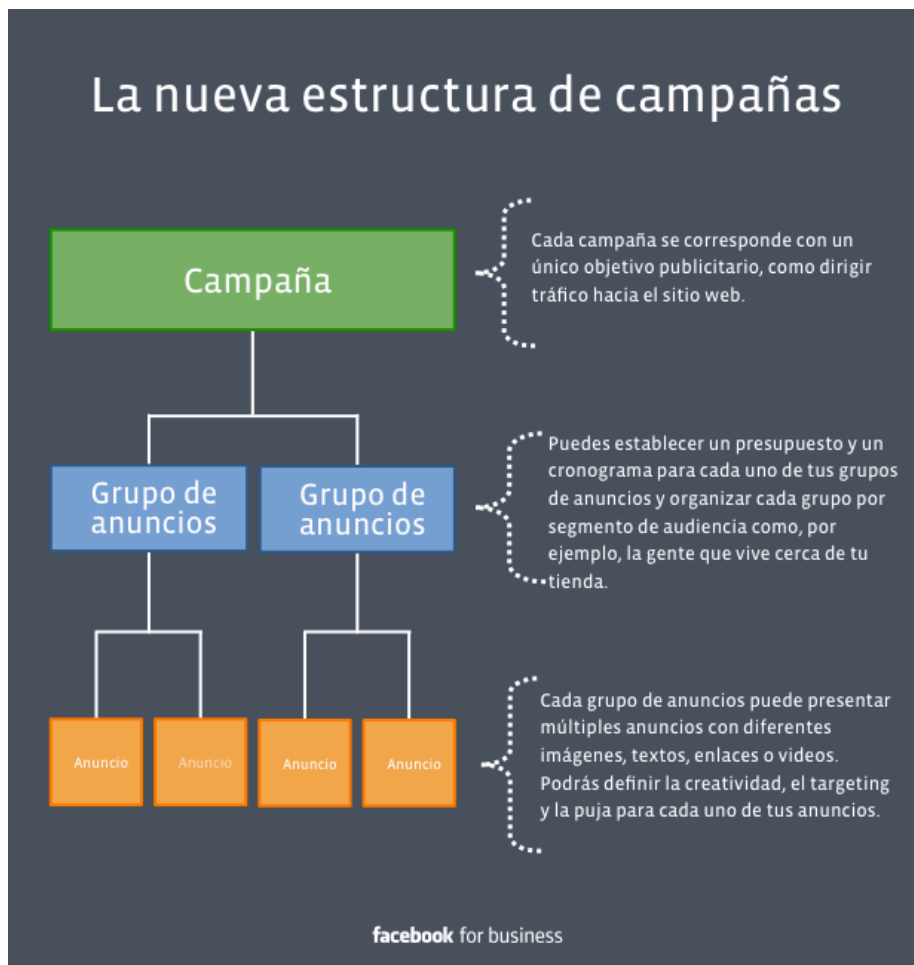 La nueva estructura de campañas
Campaña
Cada campaña se corresponde con un
único objetivo publicitario, como dirigir
tráfico hacia el sitio web.
Grupo de
anuncios
Grupo de
anuncios
Puedes establecer un presupuesto y un
cronograma para cada uno de tus grupos
de anuncios y organizar cada grupo por
segmento de audiencia como, por
ejemplo, la gente que vive cerca de tu
tienda.
Anuncio
Anuncio
Anuncio
Anuncio
Cada grupo de anuncios puede presentar
múltiples anuncios con diferentes
imágenes, textos, enlaces o videos.
Podrás definir la creatividad, el targeting
y la puja para cada uno de tus anuncios.
facebook for business